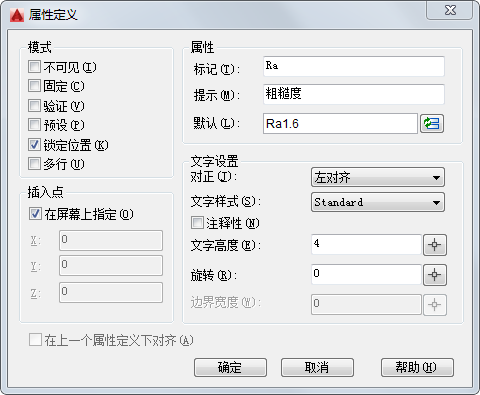 属性定义
模式
不可见(I)
固定(C)
验证(V)
预设(P)
锁定位置(K)
多行(U)
插入点
在屏幕上指定(O)
X: 0
Y: 0
Z: 0
属性
标记(T): Ra
提示(M): 粗糙度
默认(L): Ra1.6
文字设置
对正(J): 左对齐
文字样式(S): Standard
注释性(N)
文字高度(E): 4
旋转(R): 0
边界宽度(W): 0
在上一个属性定义下对齐(A)
确定 取消 帮助(H)